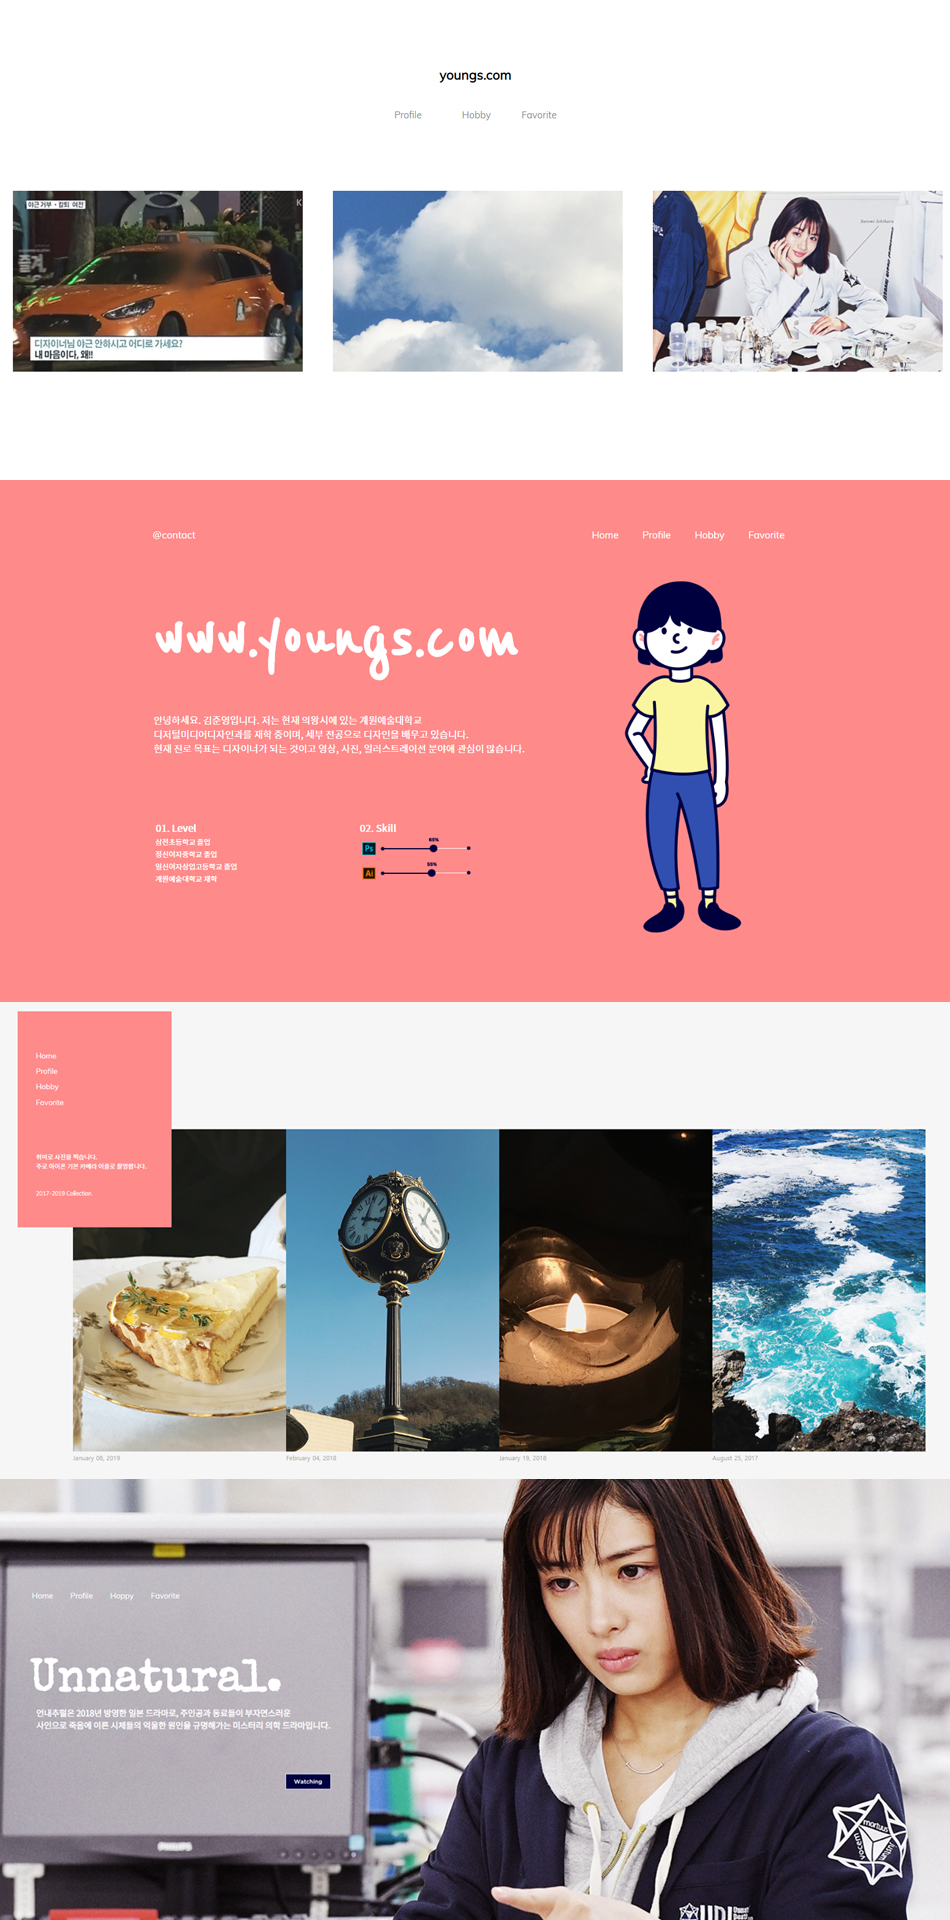 youngs.com
Profile Hobby Favorite
야근 거부 · 칼퇴 여전
K
즐겨
디자이너님 야근 안하시고 어디로 가세요?
내 마음이다, 왜!!
Satomi Ishihara
@contact
Home Profile Hobby Favorite
www.youngs.com
안녕하세요. 김준영입니다. 저는 현재 의왕시에 있는 계원예술대학교
디지털미디어디자인과를 재학 중이며, 세부 전공으로 디자인을 배우고 있습니다.
현재 진로 목표는 디자이너가 되는 것이고 영상, 사진, 일러스트레이션 분야에 관심이 많습니다.
01. Level
삼전초등학교 졸업
정신여자중학교 졸업
일신여자상업고등학교 졸업
계원예술대학교 재학
02. Skill
Ps
65%
Ai
55%
Home
Profile
Hobby
Favorite
취미로 사진을 찍습니다.
주로 아이폰 기본 카메라 어플로 촬영합니다.
2017-2019 Collection.
January 06, 2019
February 04, 2018
January 19, 2018
August 25, 2017
Home Profile Hoppy Favorite
Unnatural.
언내추럴은 2018년 방영한 일본 드라마로, 주인공과 동료들이 부자연스러운
사인으로 죽음에 이른 시체들의 억울한 원인을 규명해가는 미스터리 의학 드라마입니다.
Watching
PHILIPS
mortuus
vocem
UDI